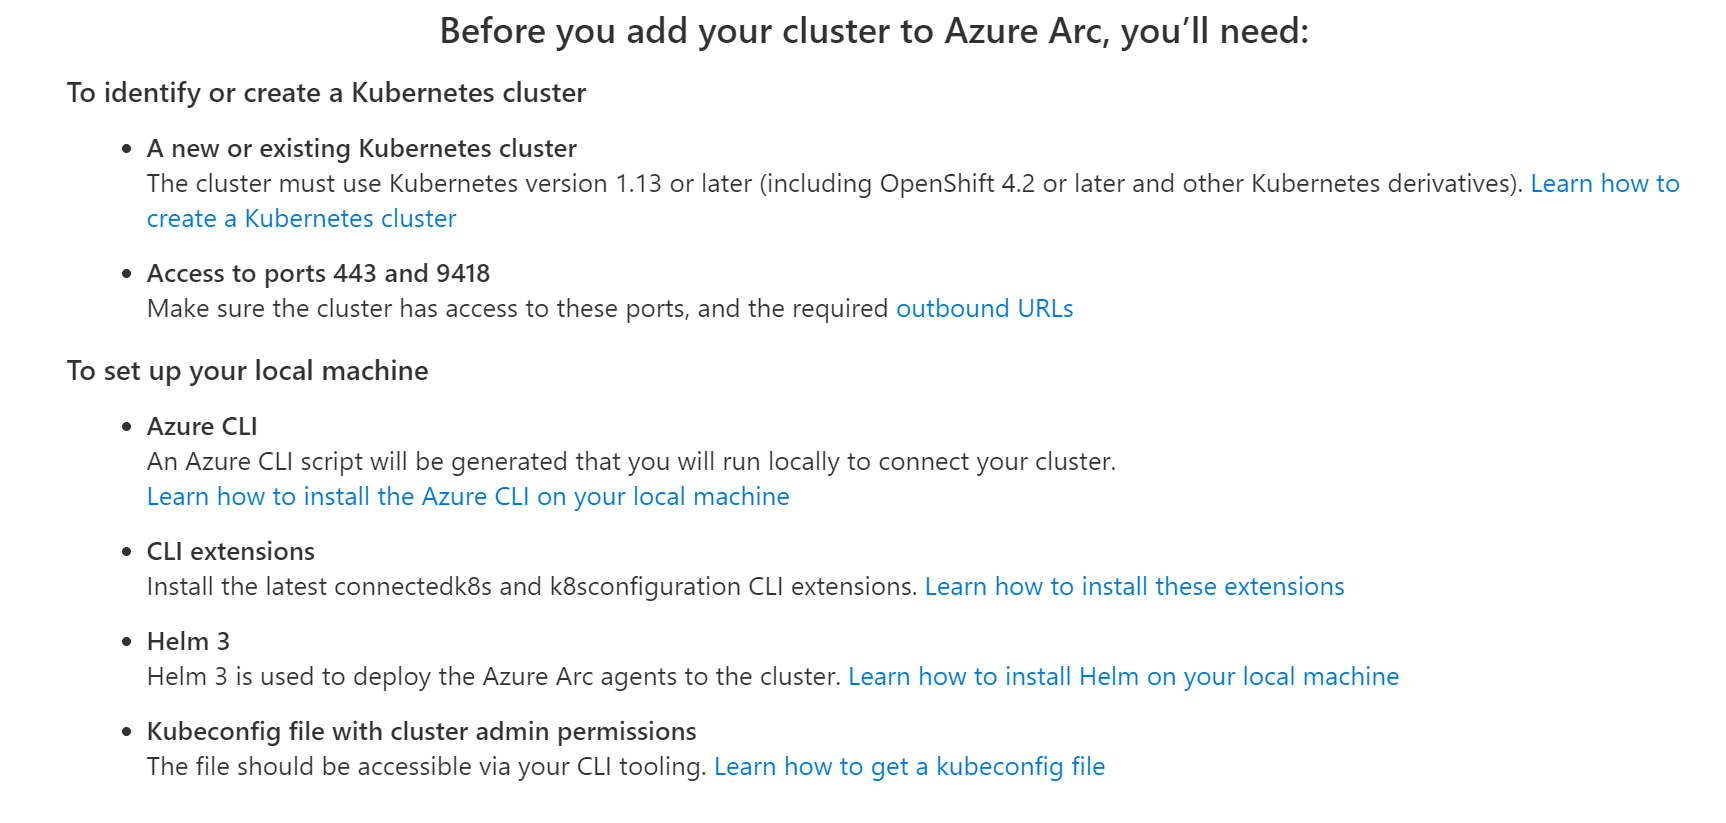 Before you add your cluster to Azure Arc, you’ll need:
To identify or create a Kubernetes cluster
• A new or existing Kubernetes cluster
The cluster must use Kubernetes version 1.13 or later (including OpenShift 4.2 or later and other Kubernetes derivatives). Learn how to
create a Kubernetes cluster
• Access to ports 443 and 9418
Make sure the cluster has access to these ports, and the required outbound URLs
To set up your local machine
• Azure CLI
An Azure CLI script will be generated that you will run locally to connect your cluster.
Learn how to install the Azure CLI on your local machine
• CLI extensions
Install the latest connectedk8s and k8sconfiguration CLI extensions. Learn how to install these extensions
• Helm 3
Helm 3 is used to deploy the Azure Arc agents to the cluster. Learn how to install Helm on your local machine
• Kubeconfig file with cluster admin permissions
The file should be accessible via your CLI tooling. Learn how to get a kubeconfig file